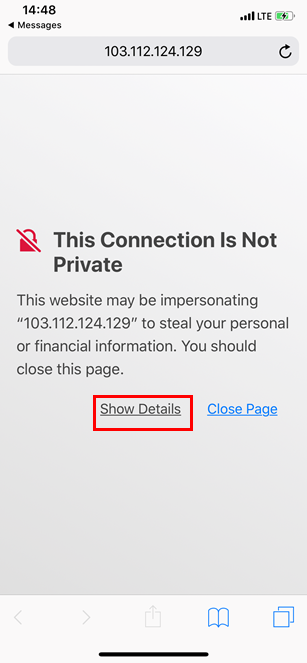 14:48
LTE
◀ Messages
103.112.124.129
This Connection Is Not
Private
This website may be impersonating
“103.112.124.129” to steal your personal
or financial information. You should
close this page.
Show Details Close Page